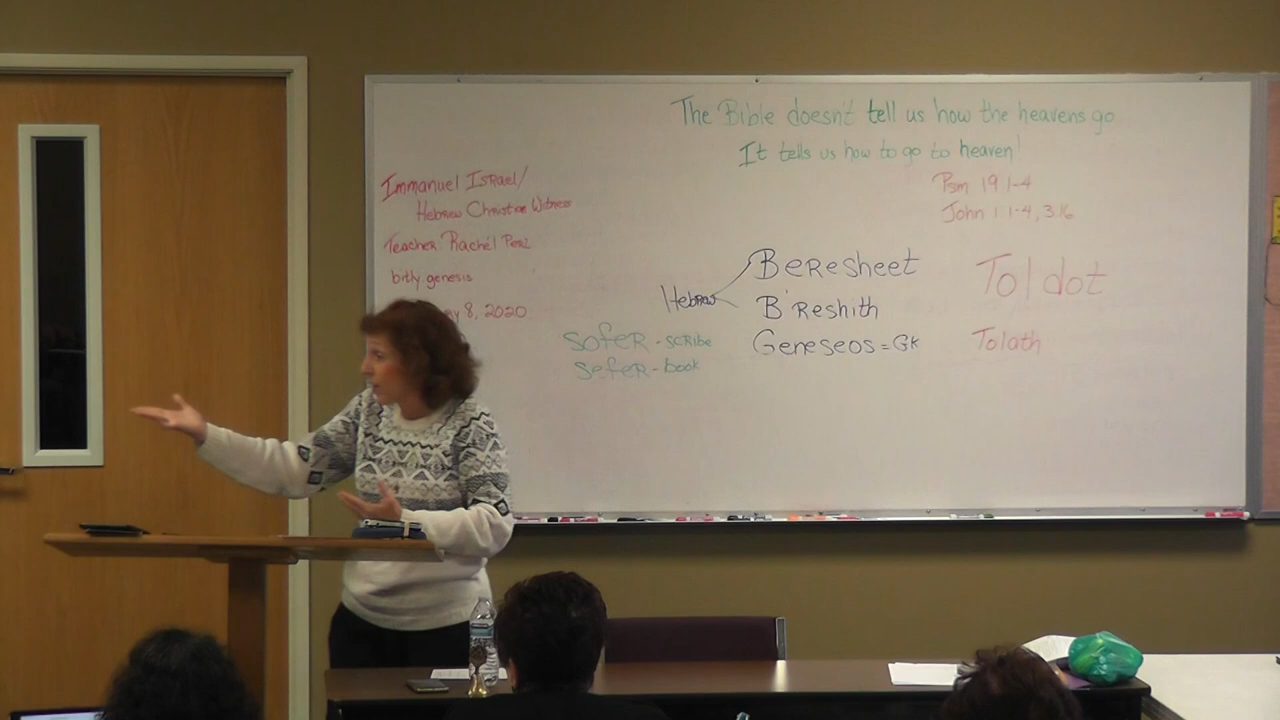 The Bible doesn't tell us how the heavens go
It tells us how to go to heaven!
Psm 19 1-4
John 1 1-4, 3:16
Immanuel Israel/
Hebrew Christian Witness
Teacher Rachél
bitly genesis
8, 2020
Hebrew
Beresheet
B'Reshith
Geneseos = GK
Sofer - scribe
Sefer - book
Toldot
Tolath